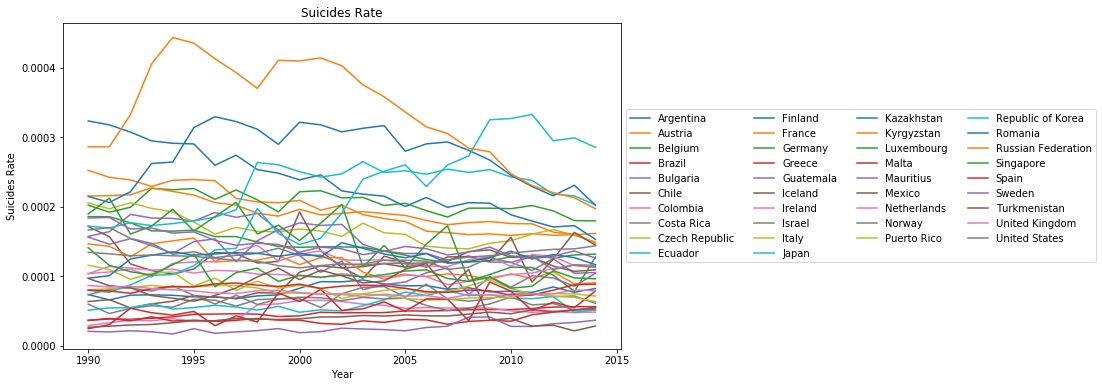 Suicides Rate
Suicides Rate
0.0004
0.0003
0.0002
0.0001
0.0000
1990 1995 2000 2005 2010 2015
Year
Argentina Finland Kazakhstan Republic of Korea
Austria France Kyrgyzstan Romania
Belgium Germany Luxembourg Russian Federation
Brazil Greece Malta Singapore
Bulgaria Guatemala Mauritius Spain
Chile Iceland Mexico Sweden
Colombia Ireland Netherlands Turkmenistan
Costa Rica Israel Norway United Kingdom
Czech Republic Italy Puerto Rico United States
Ecuador Japan